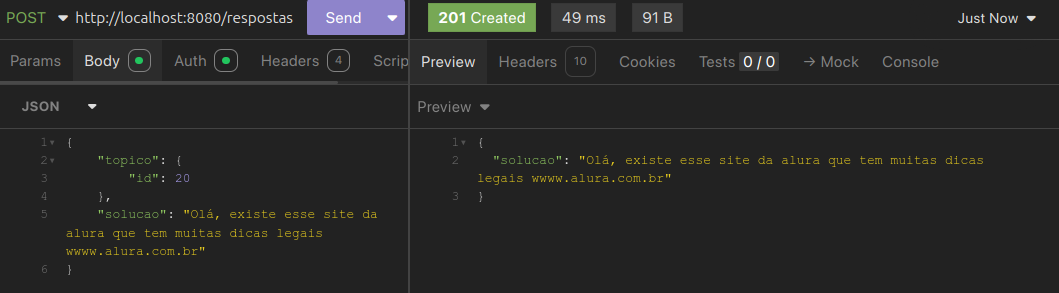 POST http://localhost:8080/respostas Send 201 Created 49 ms 91 B Just Now
Params Body Auth Headers 4 Scrip Preview Headers 10 Cookies Tests 0 / 0 → Mock Console
JSON Preview
1 {
2 "topico": {
3 "id": 20
4 },
5 "solucao": "Olá, existe esse site da
alura que tem muitas dicas legais
wwww.alura.com.br"
6 }
1 {
2 "solucao": "Olá, existe esse site da alura que tem muitas dicas
legais wwww.alura.com.br"
3 }